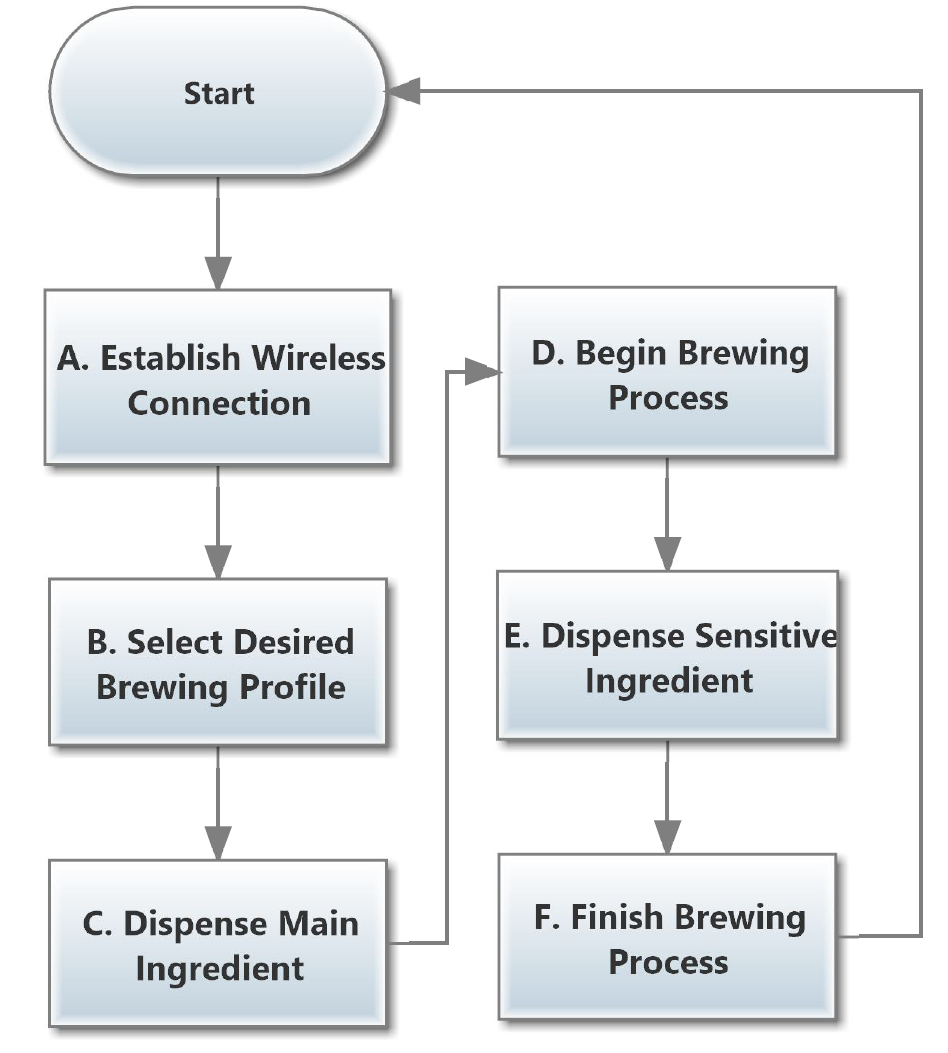 Start
A. Establish Wireless
Connection
B. Select Desired
Brewing Profile
C. Dispense Main
Ingredient
D. Begin Brewing
Process
E. Dispense Sensitive
Ingredient
F. Finish Brewing
Process